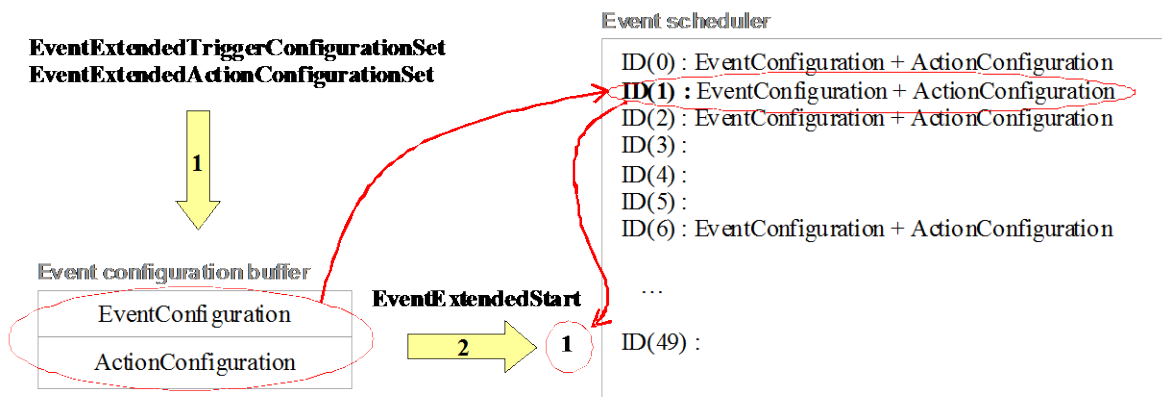 Event scheduler
EventExtendedTriggerConfigurationSet
EventExtendedActionConfigurationSet
ID(0) : EventConfiguration + ActionConfiguration
ID(1) : EventConfiguration + ActionConfiguration
ID(2) : EventConfiguration + ActionConfiguration
ID(3) :
ID(4) :
ID(5) :
ID(6) : EventConfiguration + ActionConfiguration
...
ID(49) :
1
Event configuration buffer
EventConfiguration
ActionConfiguration
EventExtendedStart
2
1